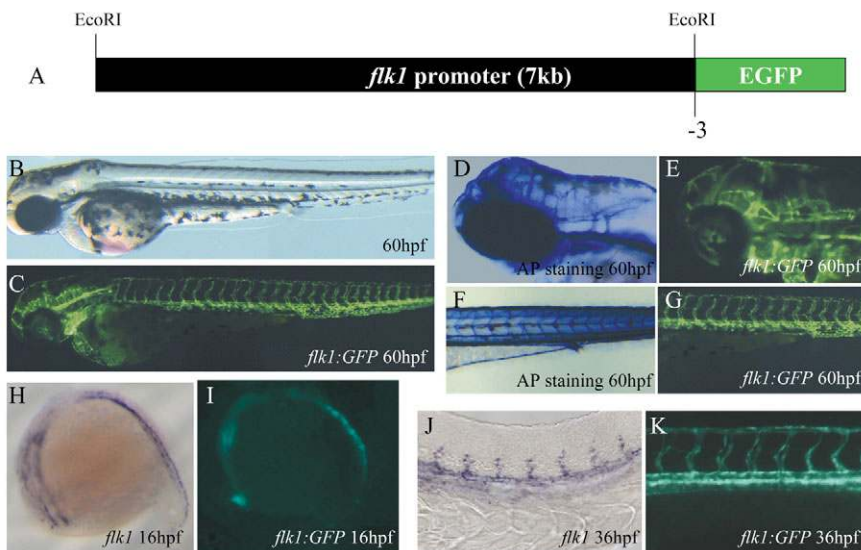 EcoRI
EcoRI
A
flk1 promoter (7kb)
EGFP
-3
B
60hpf
C
flk1:GFP 60hpf
D
AP staining 60hpf
E
flk1:GFP 60hpf
F
AP staining 60hpf
G
flk1:GFP 60hpf
H
flk1 16hpf
I
flk1:GFP 16hpf
J
flk1 36hpf
K
flk1:GFP 36hpf